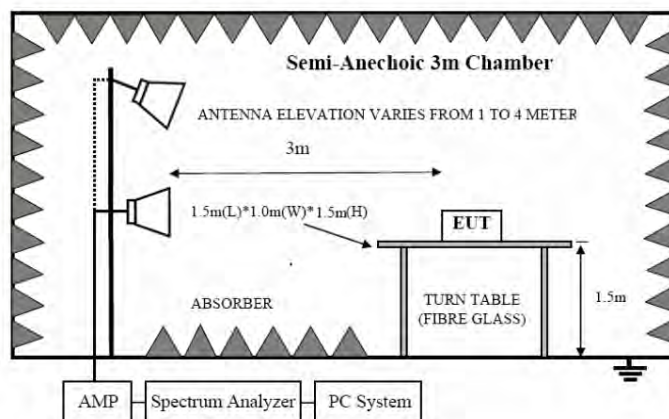 Semi-Anechoic 3m Chamber
ANTENNA ELEVATION VARIES FROM 1 TO 4 METER
3m
1.5m(L)*1.0m(W)*1.5m(H)
EUT
ABSORBER
TURN TABLE
(FIBRE GLASS)
1.5m
AMP
Spectrum Analyzer
PC System